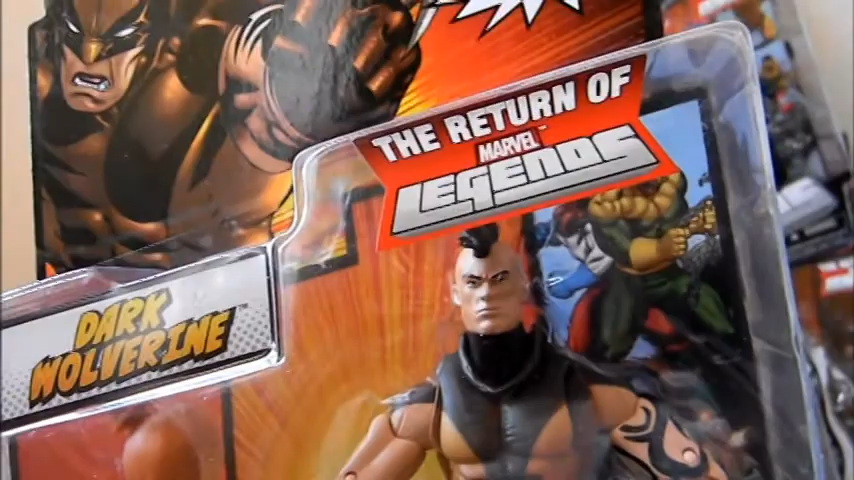 THE RETURN OF
MARVEL
LEGENDS
DARK
WOLVERINE